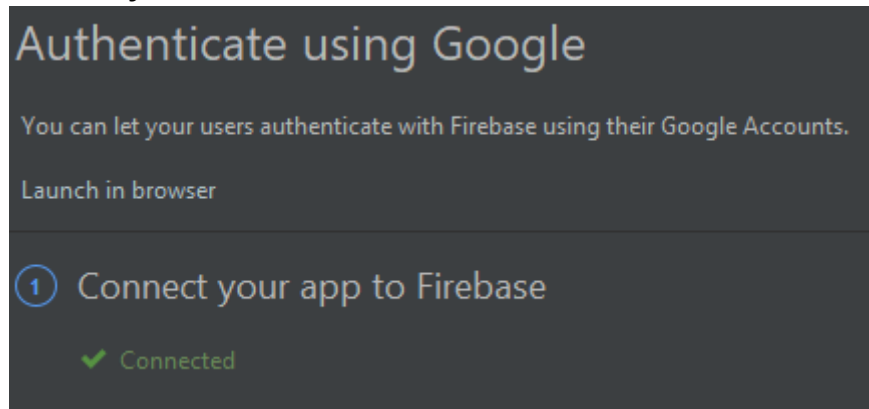 Authenticate using Google
You can let your users authenticate with Firebase using their Google Accounts.
Launch in browser
1 Connect your app to Firebase
Connected